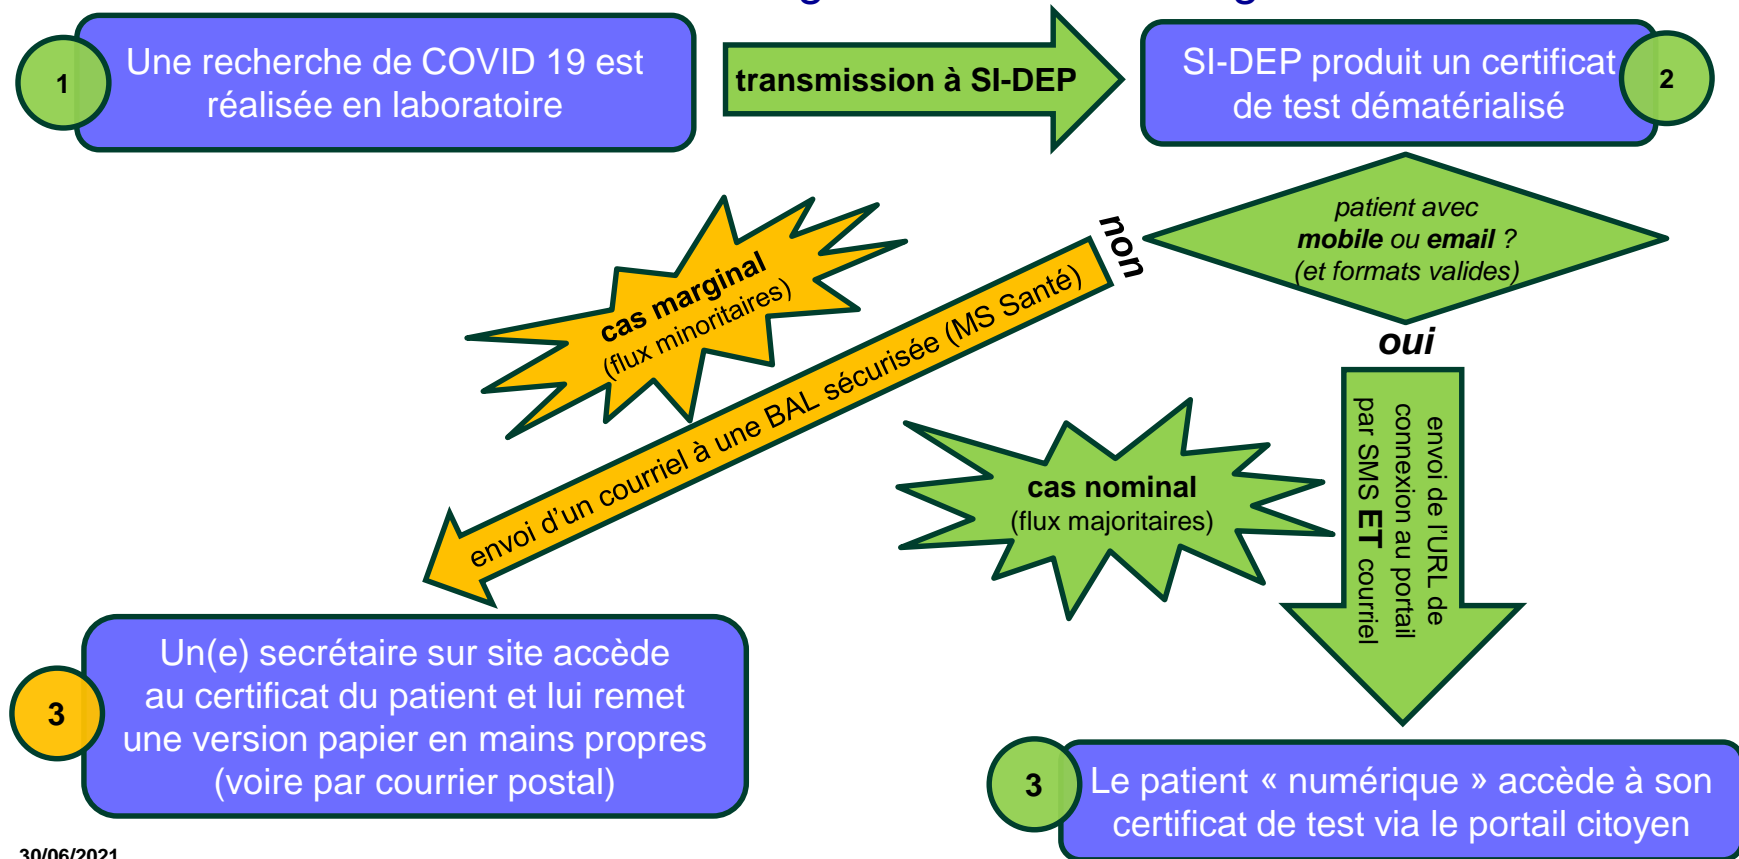 1
Une recherche de COVID 19 est
réalisée en laboratoire
transmission à SI-DEP
SI-DEP produit un certificat
de test dématérialisé
2
patient avec
mobile ou email ?
(et formats valides)
non
oui
cas marginal
(flux minoritaires)
envoi d'un courriel à une BAL sécurisée (MS Santé)
cas nominal
(flux majoritaires)
envoi de l'URL de
connexion au portail
par SMS ET courriel
3
Un(e) secrétaire sur site accède
au certificat du patient et lui remet
une version papier en mains propres
(voire par courrier postal)
3
Le patient « numérique » accède à son
certificat de test via le portail citoyen
30/06/2021